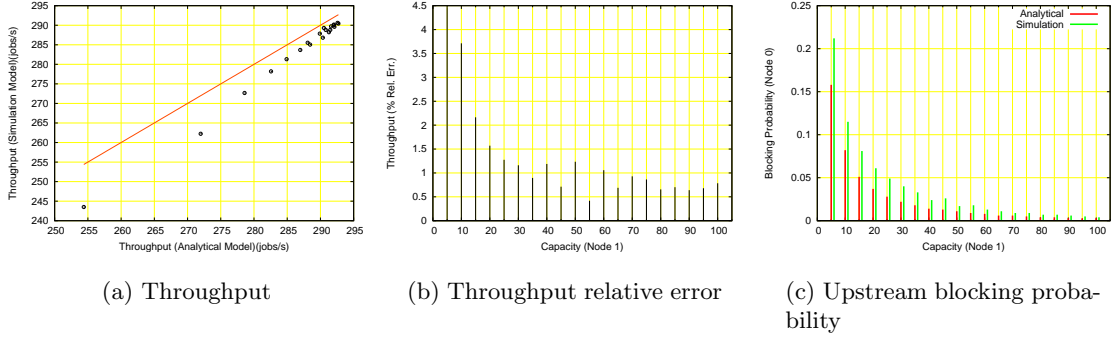 Throughput (Simulation Model)(jobs/s)
295
290
285
280
275
270
265
260
255
250
245
240
250 255 260 265 270 275 280 285 290 295
Throughput (Analytical Model)(jobs/s)
(a) Throughput
Throughput (% Rel. Err.)
4.5
4
3.5
3
2.5
2
1.5
1
0.5
0
0 10 20 30 40 50 60 70 80 90 100
Capacity (Node 1)
(b) Throughput relative error
Blocking Probability (Node 0)
0.25
0.2
0.15
0.1
0.05
0
Analytical
Simulation
0 10 20 30 40 50 60 70 80 90 100
Capacity (Node 1)
(c) Upstream blocking proba-
bility